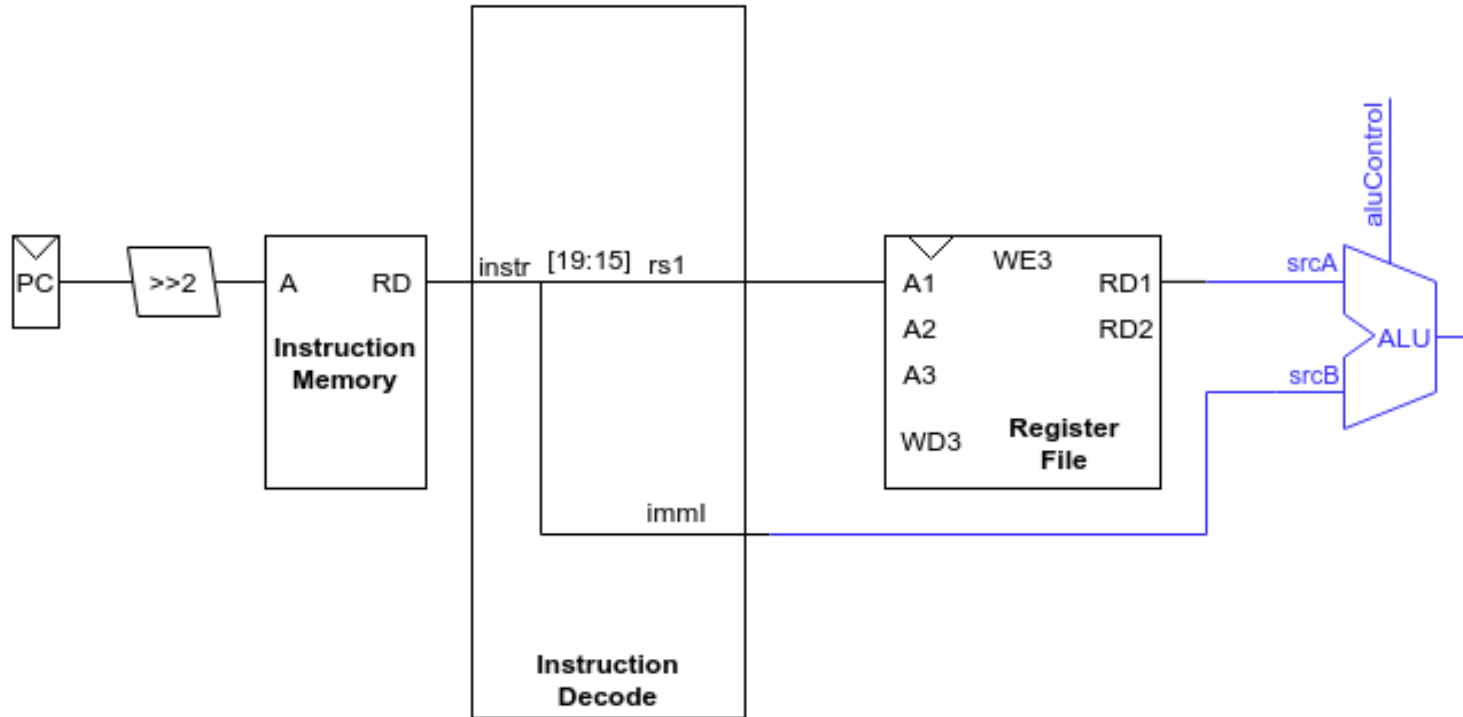 aluControl
PC
>>2
A
RD
Instruction
Memory
instr
[19:15]
rs1
immI
Instruction
Decode
A1
A2
A3
WD3
WE3
RD1
RD2
Register
File
srcA
srcB
ALU